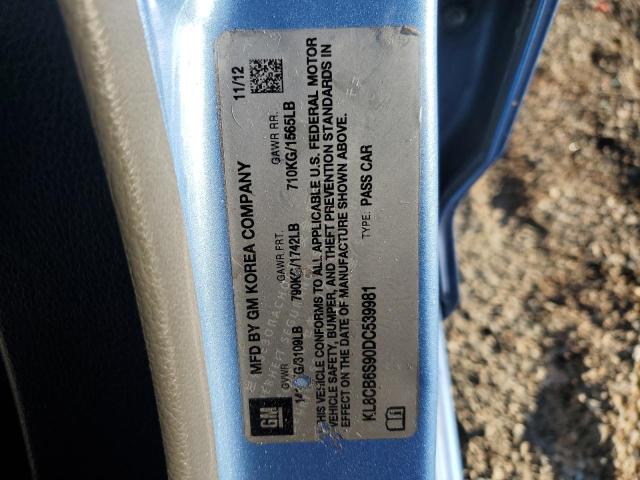 MFD BY GM KOREA COMPANY 11/12
GVWR GAWR FRT. GAWR RR.
KG/3109LB 790KG/1742LB 710KG/1565LB
THIS VEHICLE CONFORMS TO ALL APPLICABLE U.S. FEDERAL MOTOR
VEHICLE SAFETY, BUMPER, AND THEFT PREVENTION STANDARDS IN
EFFECT ON THE DATE OF MANUFACTURE SHOWN ABOVE.
KL8CB6S90DC539981 TYPE: PASS CAR
GM